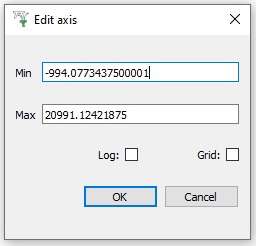 Edit axis
Min -994.0773437500001
Max 20991.12421875
Log: Grid:
OK Cancel